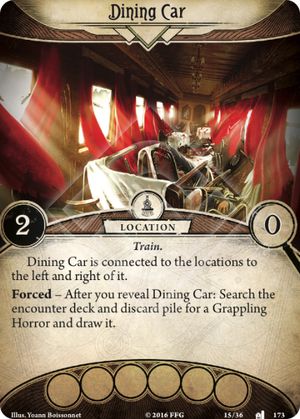 Dining Car
2
LOCATION
0
Train.
Dining Car is connected to the locations to
the left and right of it.
Forced – After you reveal Dining Car: Search the
encounter deck and discard pile for a Grappling
Horror and draw it.
Illus. Yoann Boissonnet
© 2016 FFG
15/36
173